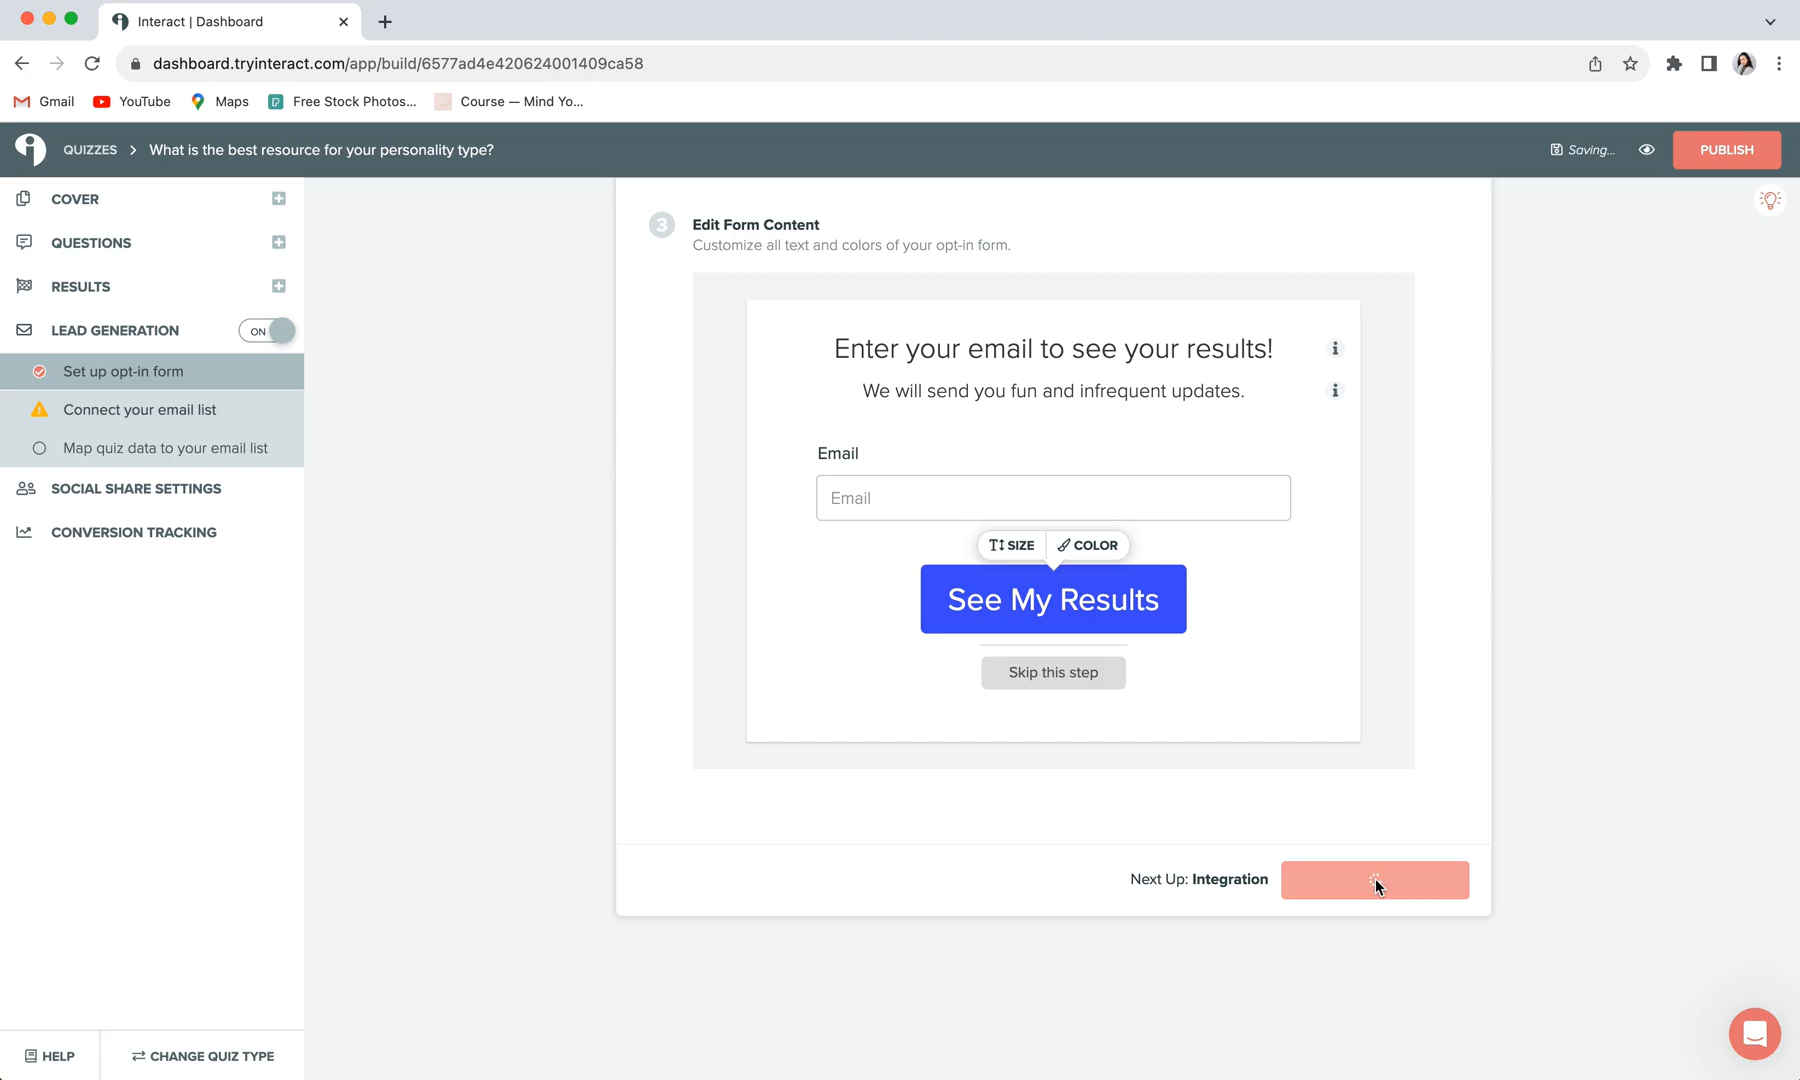 Interact | Dashboard
dashboard.tryinteract.com/app/build/6577ad4e420624001409ca58
Gmail
YouTube
Maps
Free Stock Photos...
Course — Mind Yo...
QUIZZES
What is the best resource for your personality type?
Saving...
PUBLISH
COVER
QUESTIONS
RESULTS
LEAD GENERATION
ON
Set up opt-in form
Connect your email list
Map quiz data to your email list
SOCIAL SHARE SETTINGS
CONVERSION TRACKING
3
Edit Form Content
Customize all text and colors of your opt-in form.
Enter your email to see your results!
We will send you fun and infrequent updates.
Email
Email
SIZE
COLOR
See My Results
Skip this step
Next Up: Integration
HELP
CHANGE QUIZ TYPE